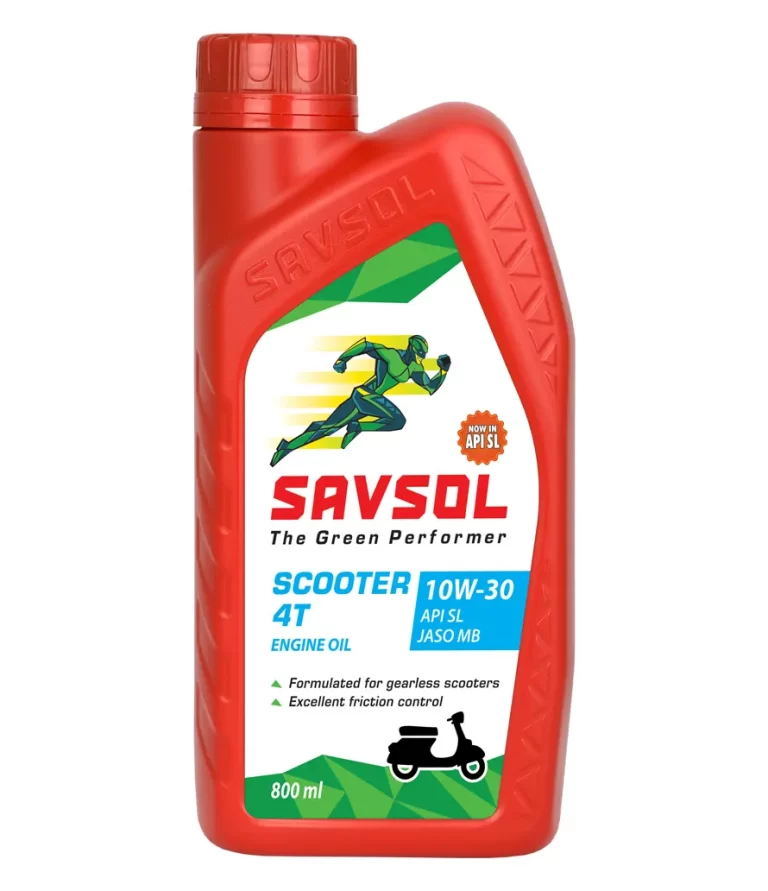 SAVSOL
NOW IN
API SL
SAVSOL
The Green Performer
SCOOTER
4T
ENGINE OIL
10W-30
API SL
JASO MB
Formulated for gearless scooters
Excellent friction control
800 ml